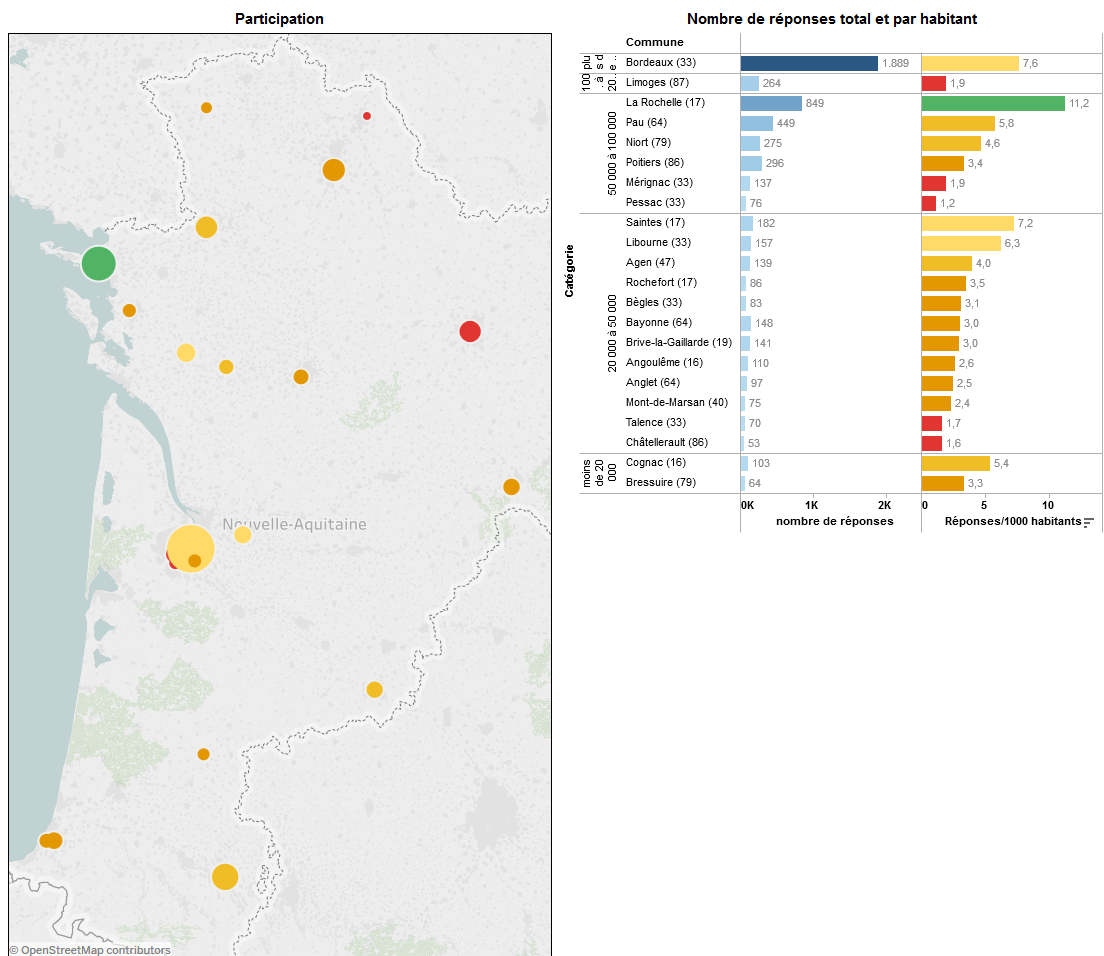 Participation
Nouvelle-Aquitaine
© OpenStreetMap contributors
Nombre de réponses total et par habitant
Commune
Catégorie
100 plu
.. à s d
20.. e ..
Bordeaux (33) 1.889 7,6
Limoges (87) 264 1,9
50 000 à 100 000
La Rochelle (17) 849 11,2
Pau (64) 449 5,8
Niort (79) 275 4,6
Poitiers (86) 296 3,4
Mérignac (33) 137 1,9
Pessac (33) 76 1,2
20 000 à 50 000
Saintes (17) 182 7,2
Libourne (33) 157 6,3
Agen (47) 139 4,0
Rochefort (17) 86 3,5
Bègles (33) 83 3,1
Bayonne (64) 148 3,0
Brive-la-Gaillarde (19) 141 3,0
Angoulême (16) 110 2,6
Anglet (64) 97 2,5
Mont-de-Marsan (40) 75 2,4
Talence (33) 70 1,7
Châtellerault (86) 53 1,6
moins
de 20
000
Cognac (16) 103 5,4
Bressuire (79) 64 3,3
0K 1K 2K 0 5 10
nombre de réponses Réponses/1000 habitants